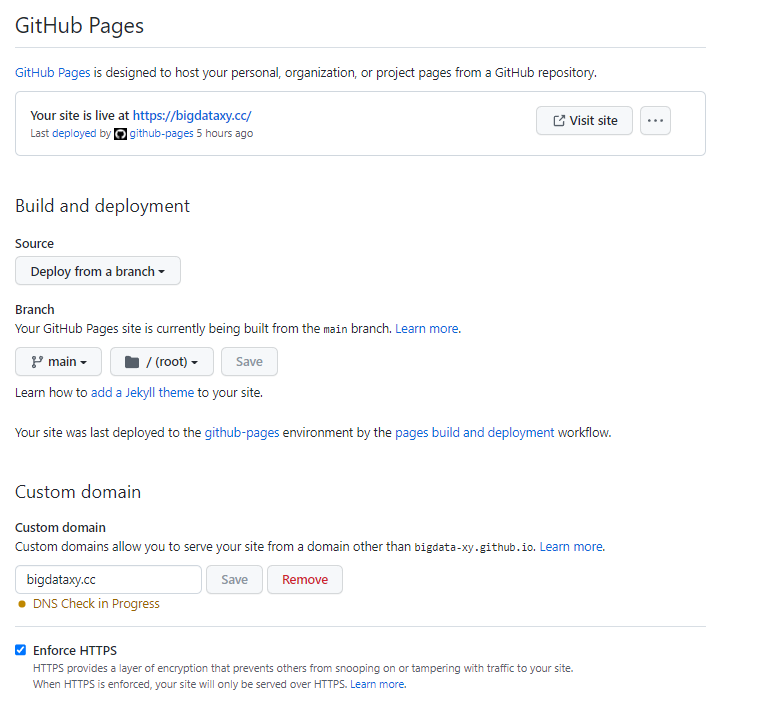 GitHub Pages
GitHub Pages is designed to host your personal, organization, or project pages from a GitHub repository.
Your site is live at https://bigdataxy.cc/
Last deployed by github-pages 5 hours ago
Visit site
Build and deployment
Source
Deploy from a branch
Branch
Your GitHub Pages site is currently being built from the main branch. Learn more.
main
/ (root)
Save
Learn how to add a Jekyll theme to your site.
Your site was last deployed to the github-pages environment by the pages build and deployment workflow.
Custom domain
Custom domain
Custom domains allow you to serve your site from a domain other than bigdata-xy.github.io. Learn more.
bigdataxy.cc
Save
Remove
DNS Check in Progress
Enforce HTTPS
HTTPS provides a layer of encryption that prevents others from snooping on or tampering with traffic to your site.
When HTTPS is enforced, your site will only be served over HTTPS. Learn more.